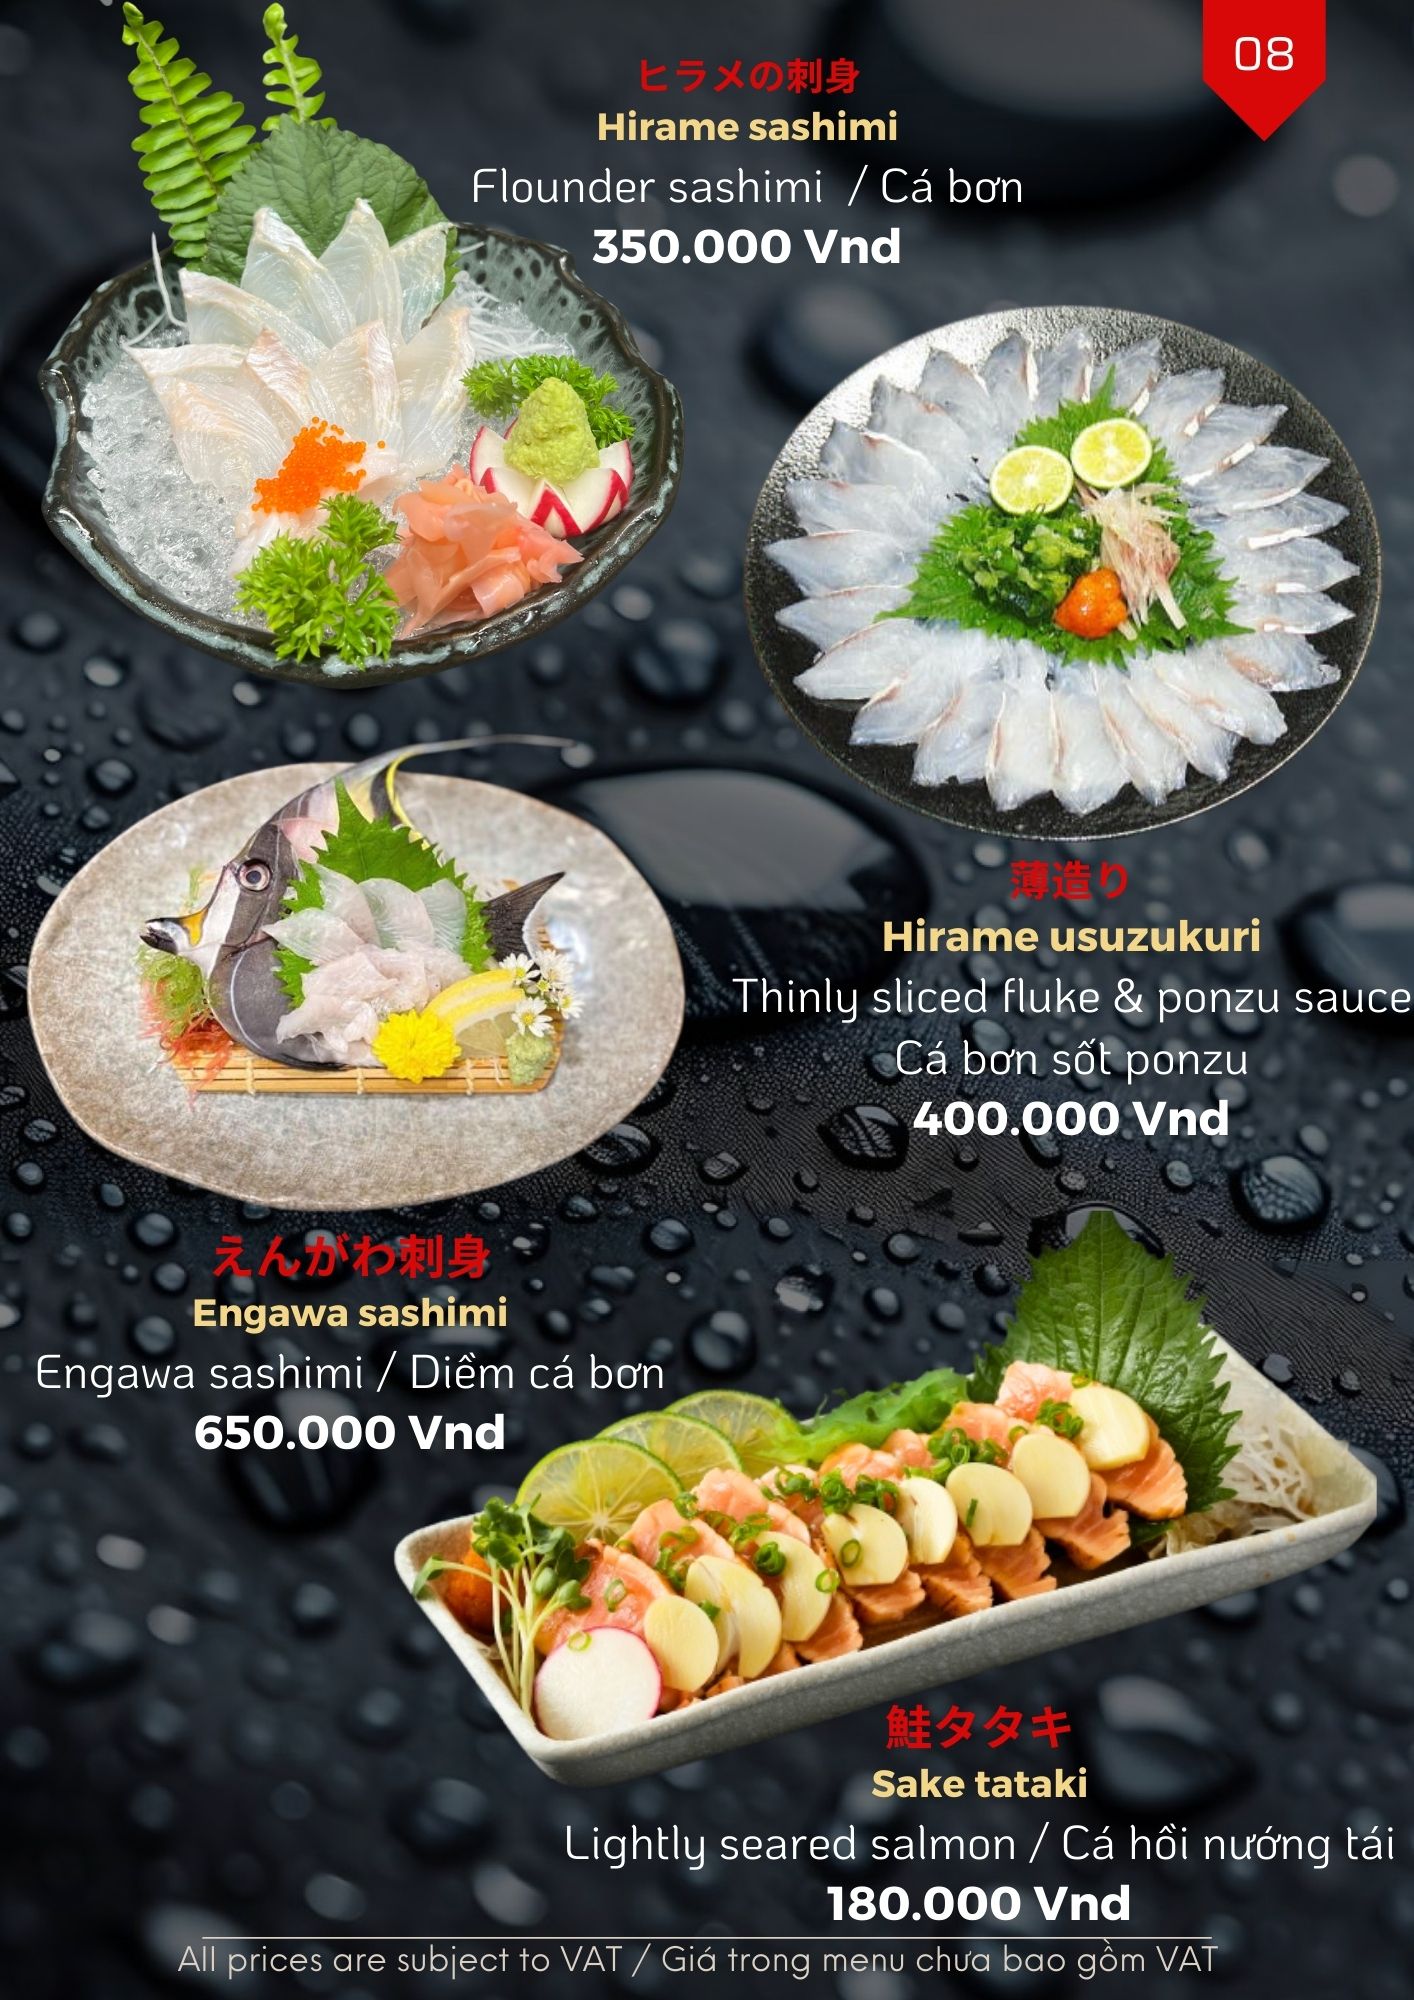 08
ヒラメの刺身
Hirame sashimi
Flounder sashimi / Cá bơn
350.000 Vnd
薄造り
Hirame usuzukuri
Thinly sliced fluke & ponzu sauce
Cá bơn sốt ponzu
400.000 Vnd
えんがわ刺身
Engawa sashimi
Engawa sashimi / Diềm cá bơn
650.000 Vnd
鮭タタキ
Sake tataki
Lightly seared salmon / Cá hồi nướng tái
180.000 Vnd
All prices are subject to VAT / Giá trong menu chưa bao gồm VAT